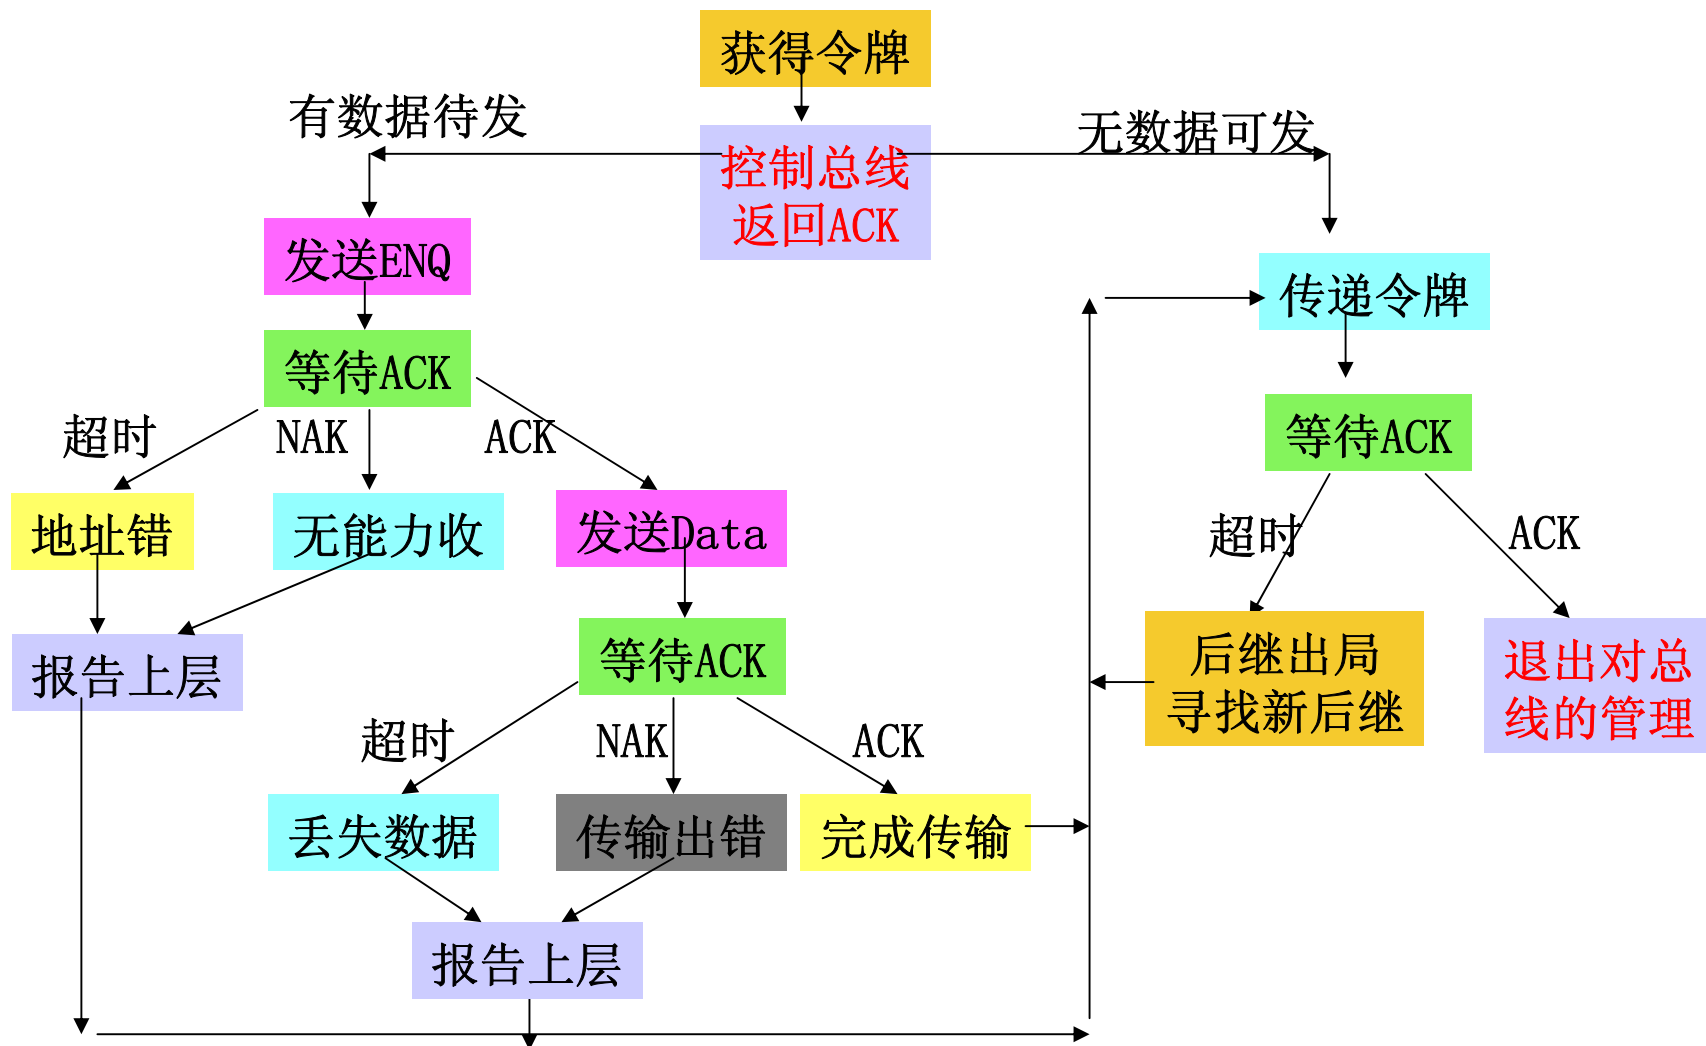 获得令牌
有数据待发
无数据可发
控制总线
返回ACK
发送ENQ
传递令牌
等待ACK
等待ACK
超时
NAK
ACK
地址错
无能力收
发送Data
超时
ACK
报告上层
等待ACK
后继出局
寻找新后继
退出对总
线的管理
超时
NAK
ACK
丢失数据
传输出错
完成传输
报告上层